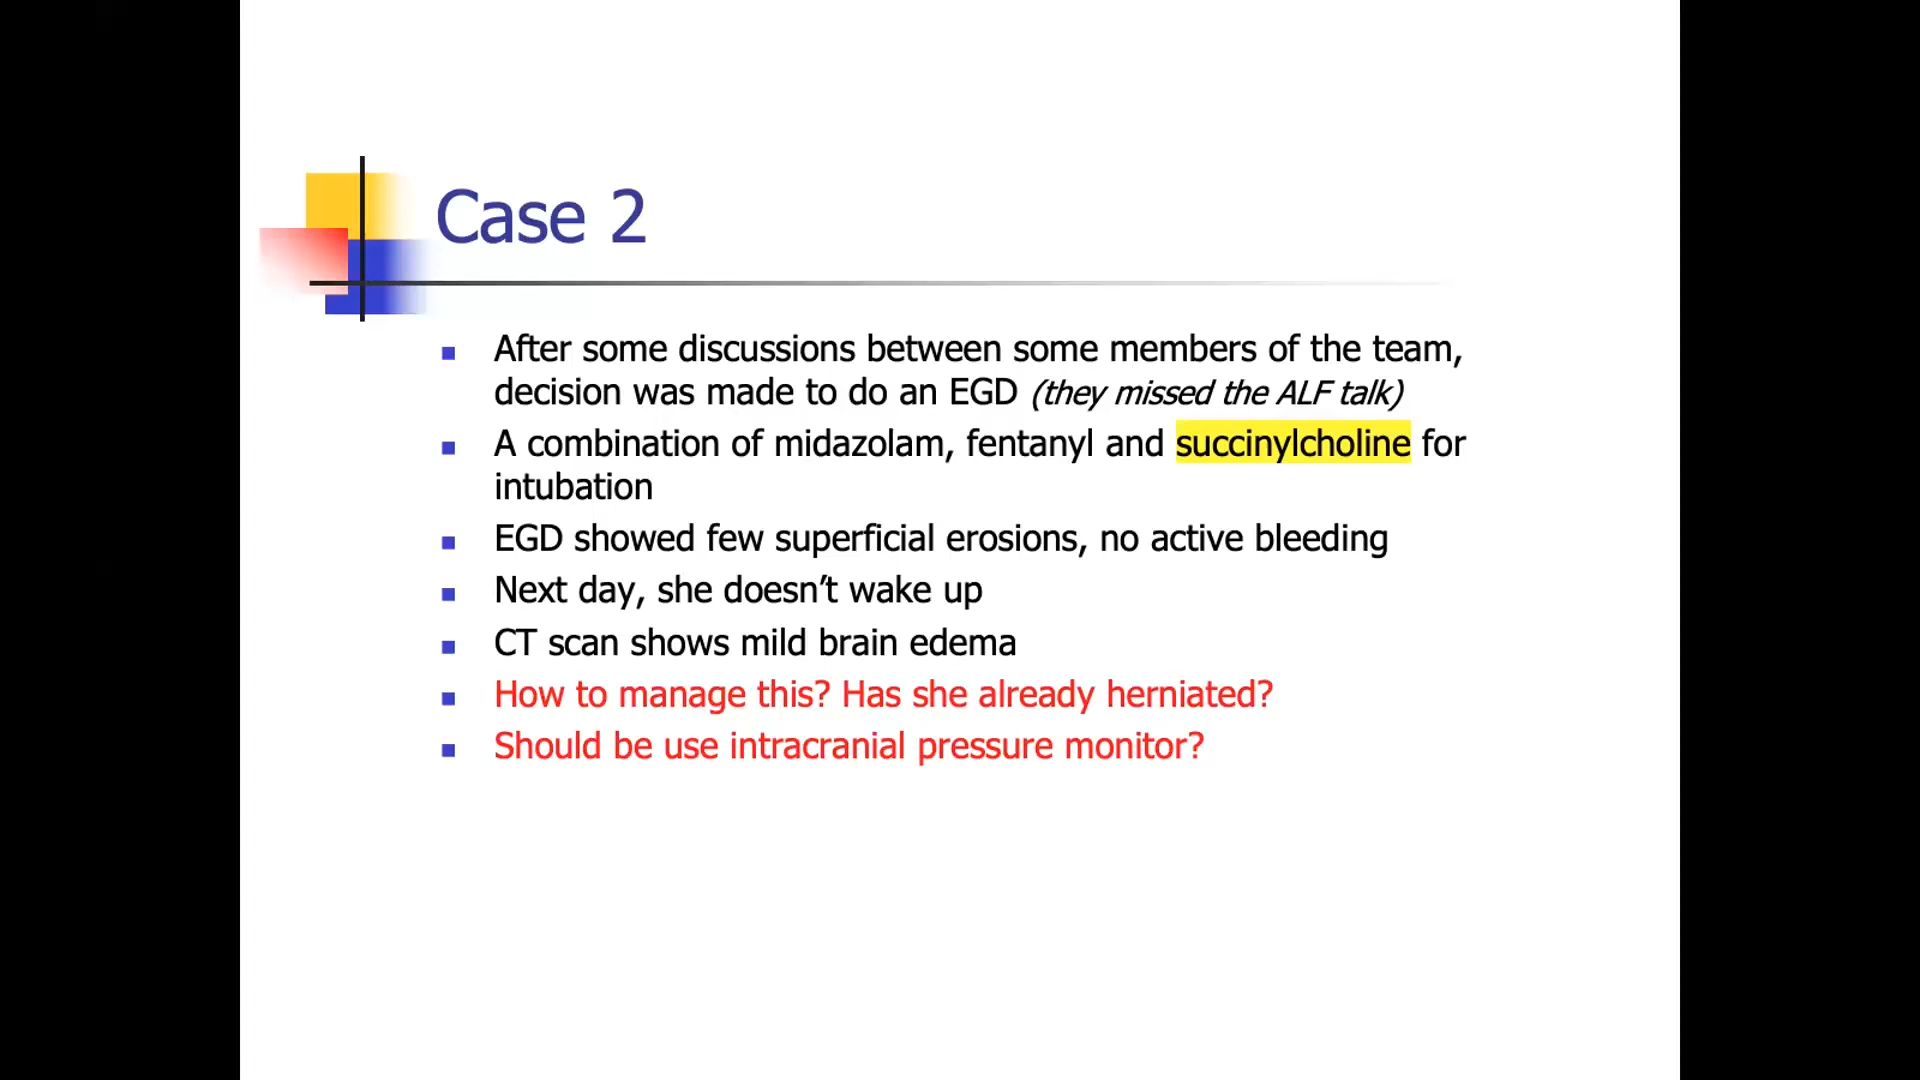 Case 2
After some discussions between some members of the team,
decision was made to do an EGD (they missed the ALF talk)
A combination of midazolam, fentanyl and succinylcholine for
intubation
EGD showed few superficial erosions, no active bleeding
Next day, she doesn’t wake up
CT scan shows mild brain edema
How to manage this? Has she already herniated?
Should be use intracranial pressure monitor?